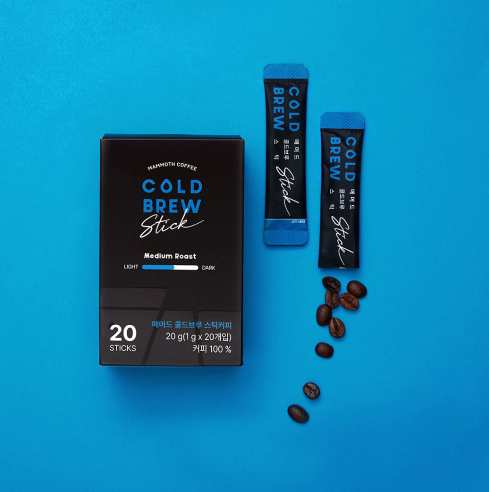 MAMMOTH COFFEE
COLD
BREW
Stick
Medium Roast
LIGHT DARK
20
STICKS
매머드 콜드브루 스틱커피
20 g(1 g x 20개입)
커피 100 %
COLD
BREW
매머드
콜드브루
스틱
Stick
COLD
BREW
매머드
콜드브루
스틱
Stick